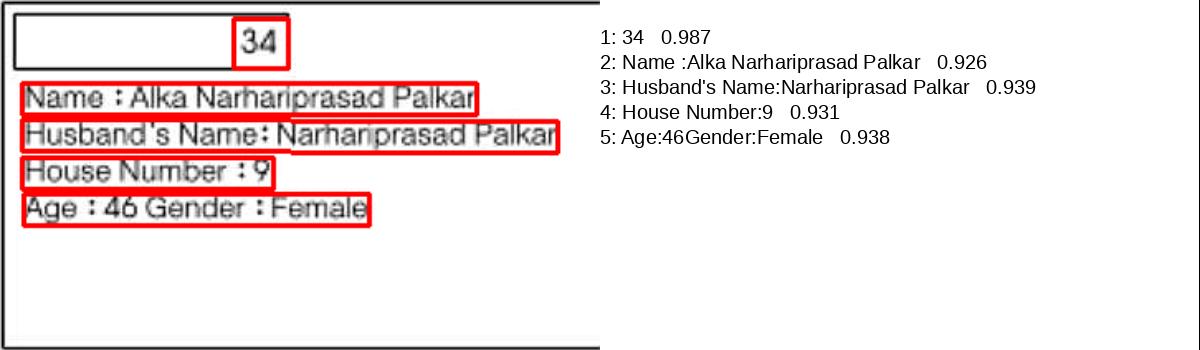 34
Name : Alka Narhariprasad Palkar
Husband's Name: Narhariprasad Palkar
House Number : 9
Age : 46 Gender : Female
1: 34 0.987
2: Name :Alka Narhariprasad Palkar 0.926
3: Husband's Name:Narhariprasad Palkar 0.939
4: House Number:9 0.931
5: Age:46Gender:Female 0.938